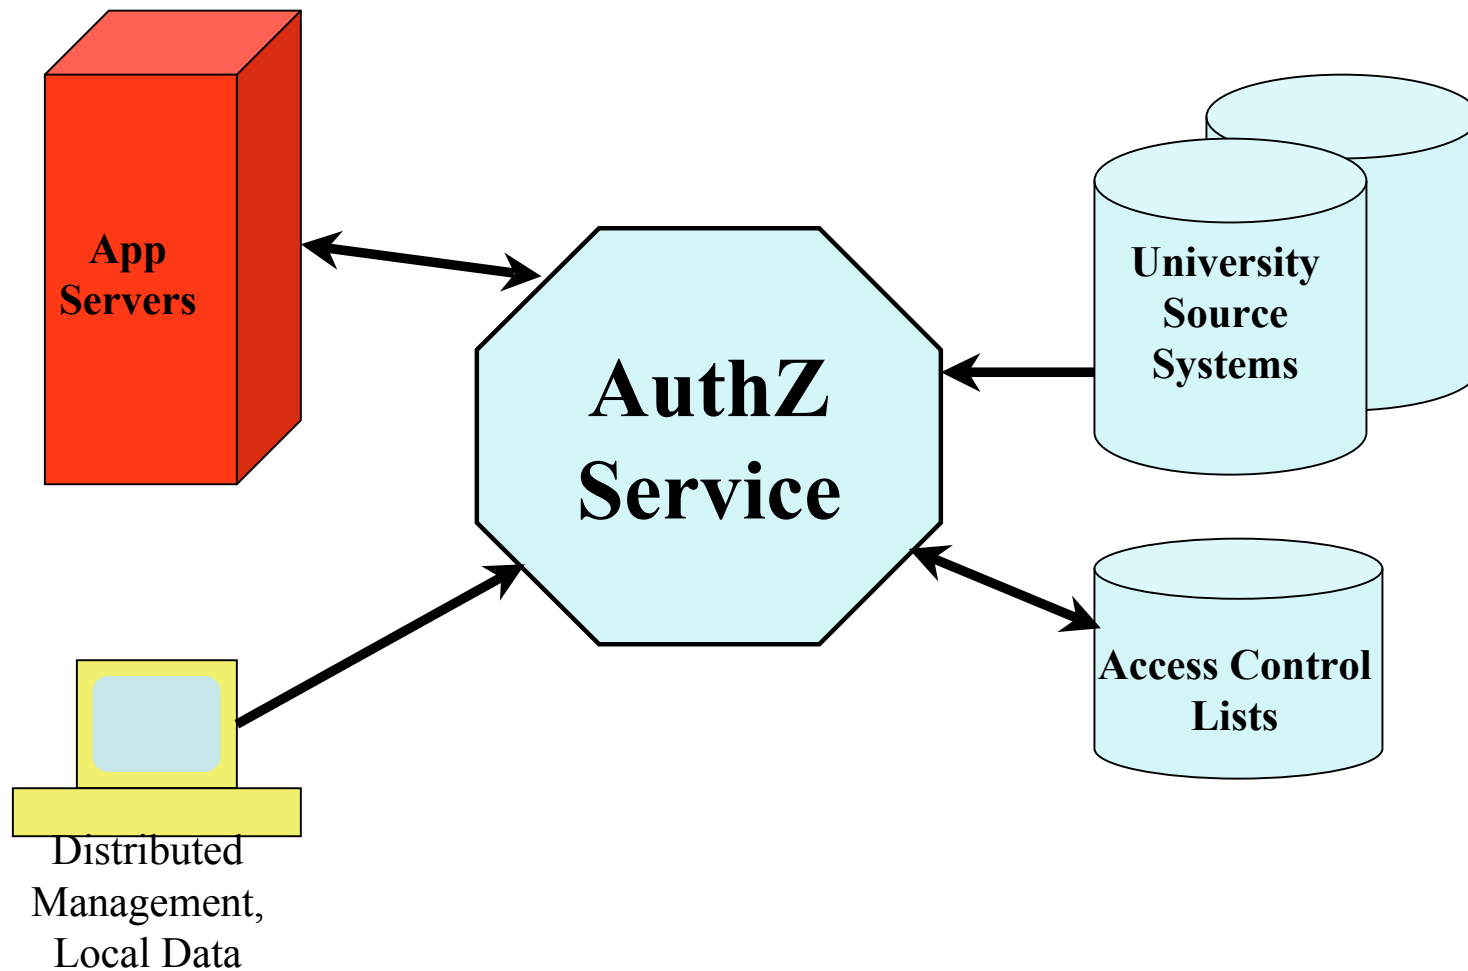 App
Servers
AuthZ
Service
University
Source
Systems
Access Control
Lists
Distributed
Management,
Local Data